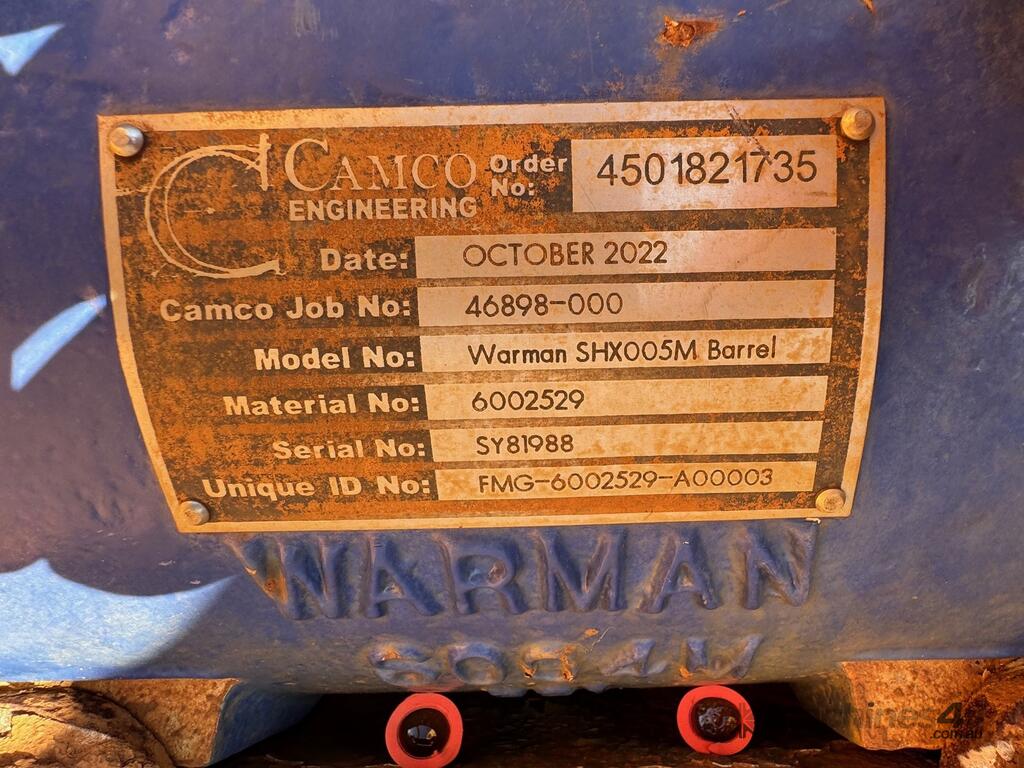 CAMCO
ENGINEERING
Order No: 4501821735
Date: OCTOBER 2022
Camco Job No: 46898-000
Model No: Warman SHX005M Barrel
Material No: 6002529
Serial No: SY81988
Unique ID No: FMG-6002529-A00003
WARMAN